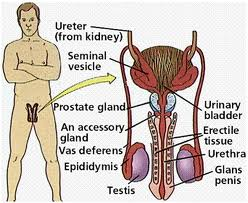 Ureter
(from kidney)
Seminal
vesicle
Prostate gland
An accessory
gland
Vas deferens
Epididymis
Testis
Urinary
bladder
Erectile
tissue
Urethra
Glans
penis